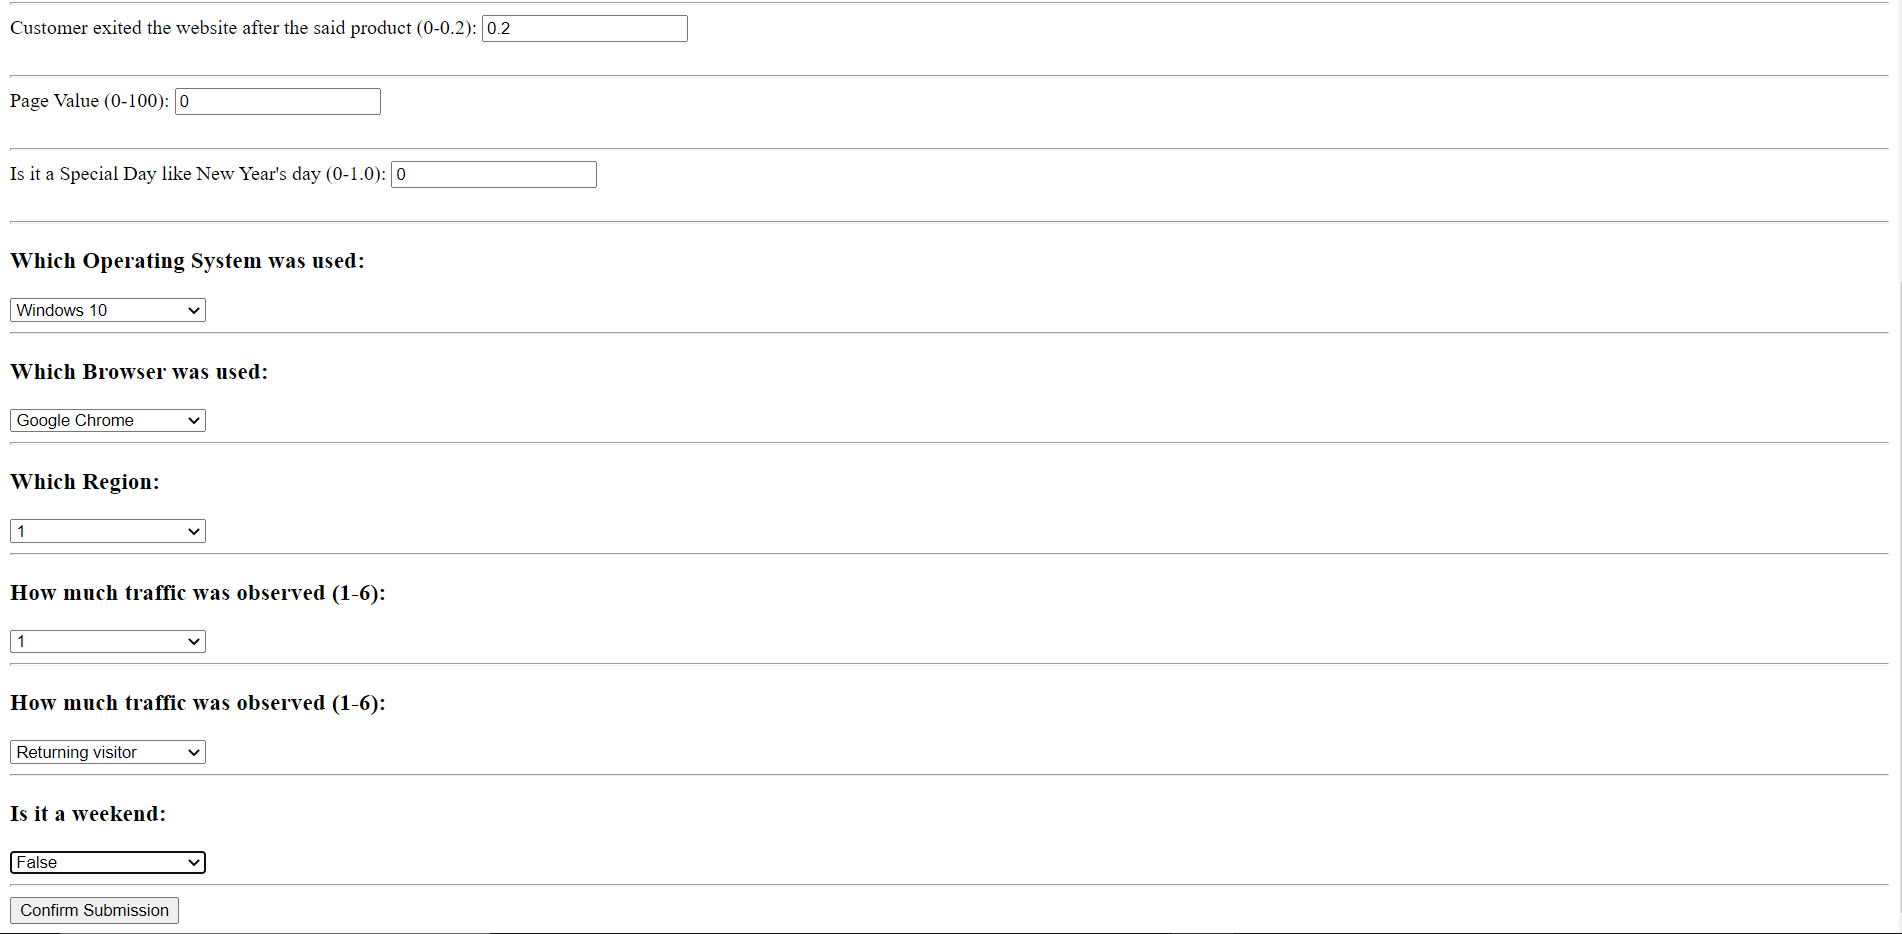 Customer exited the website after the said product (0-0.2): 0.2
Page Value (0-100): 0
Is it a Special Day like New Year's day (0-1.0): 0
Which Operating System was used:
Windows 10
Which Browser was used:
Google Chrome
Which Region:
1
How much traffic was observed (1-6):
1
How much traffic was observed (1-6):
Returning visitor
Is it a weekend:
False
Confirm Submission